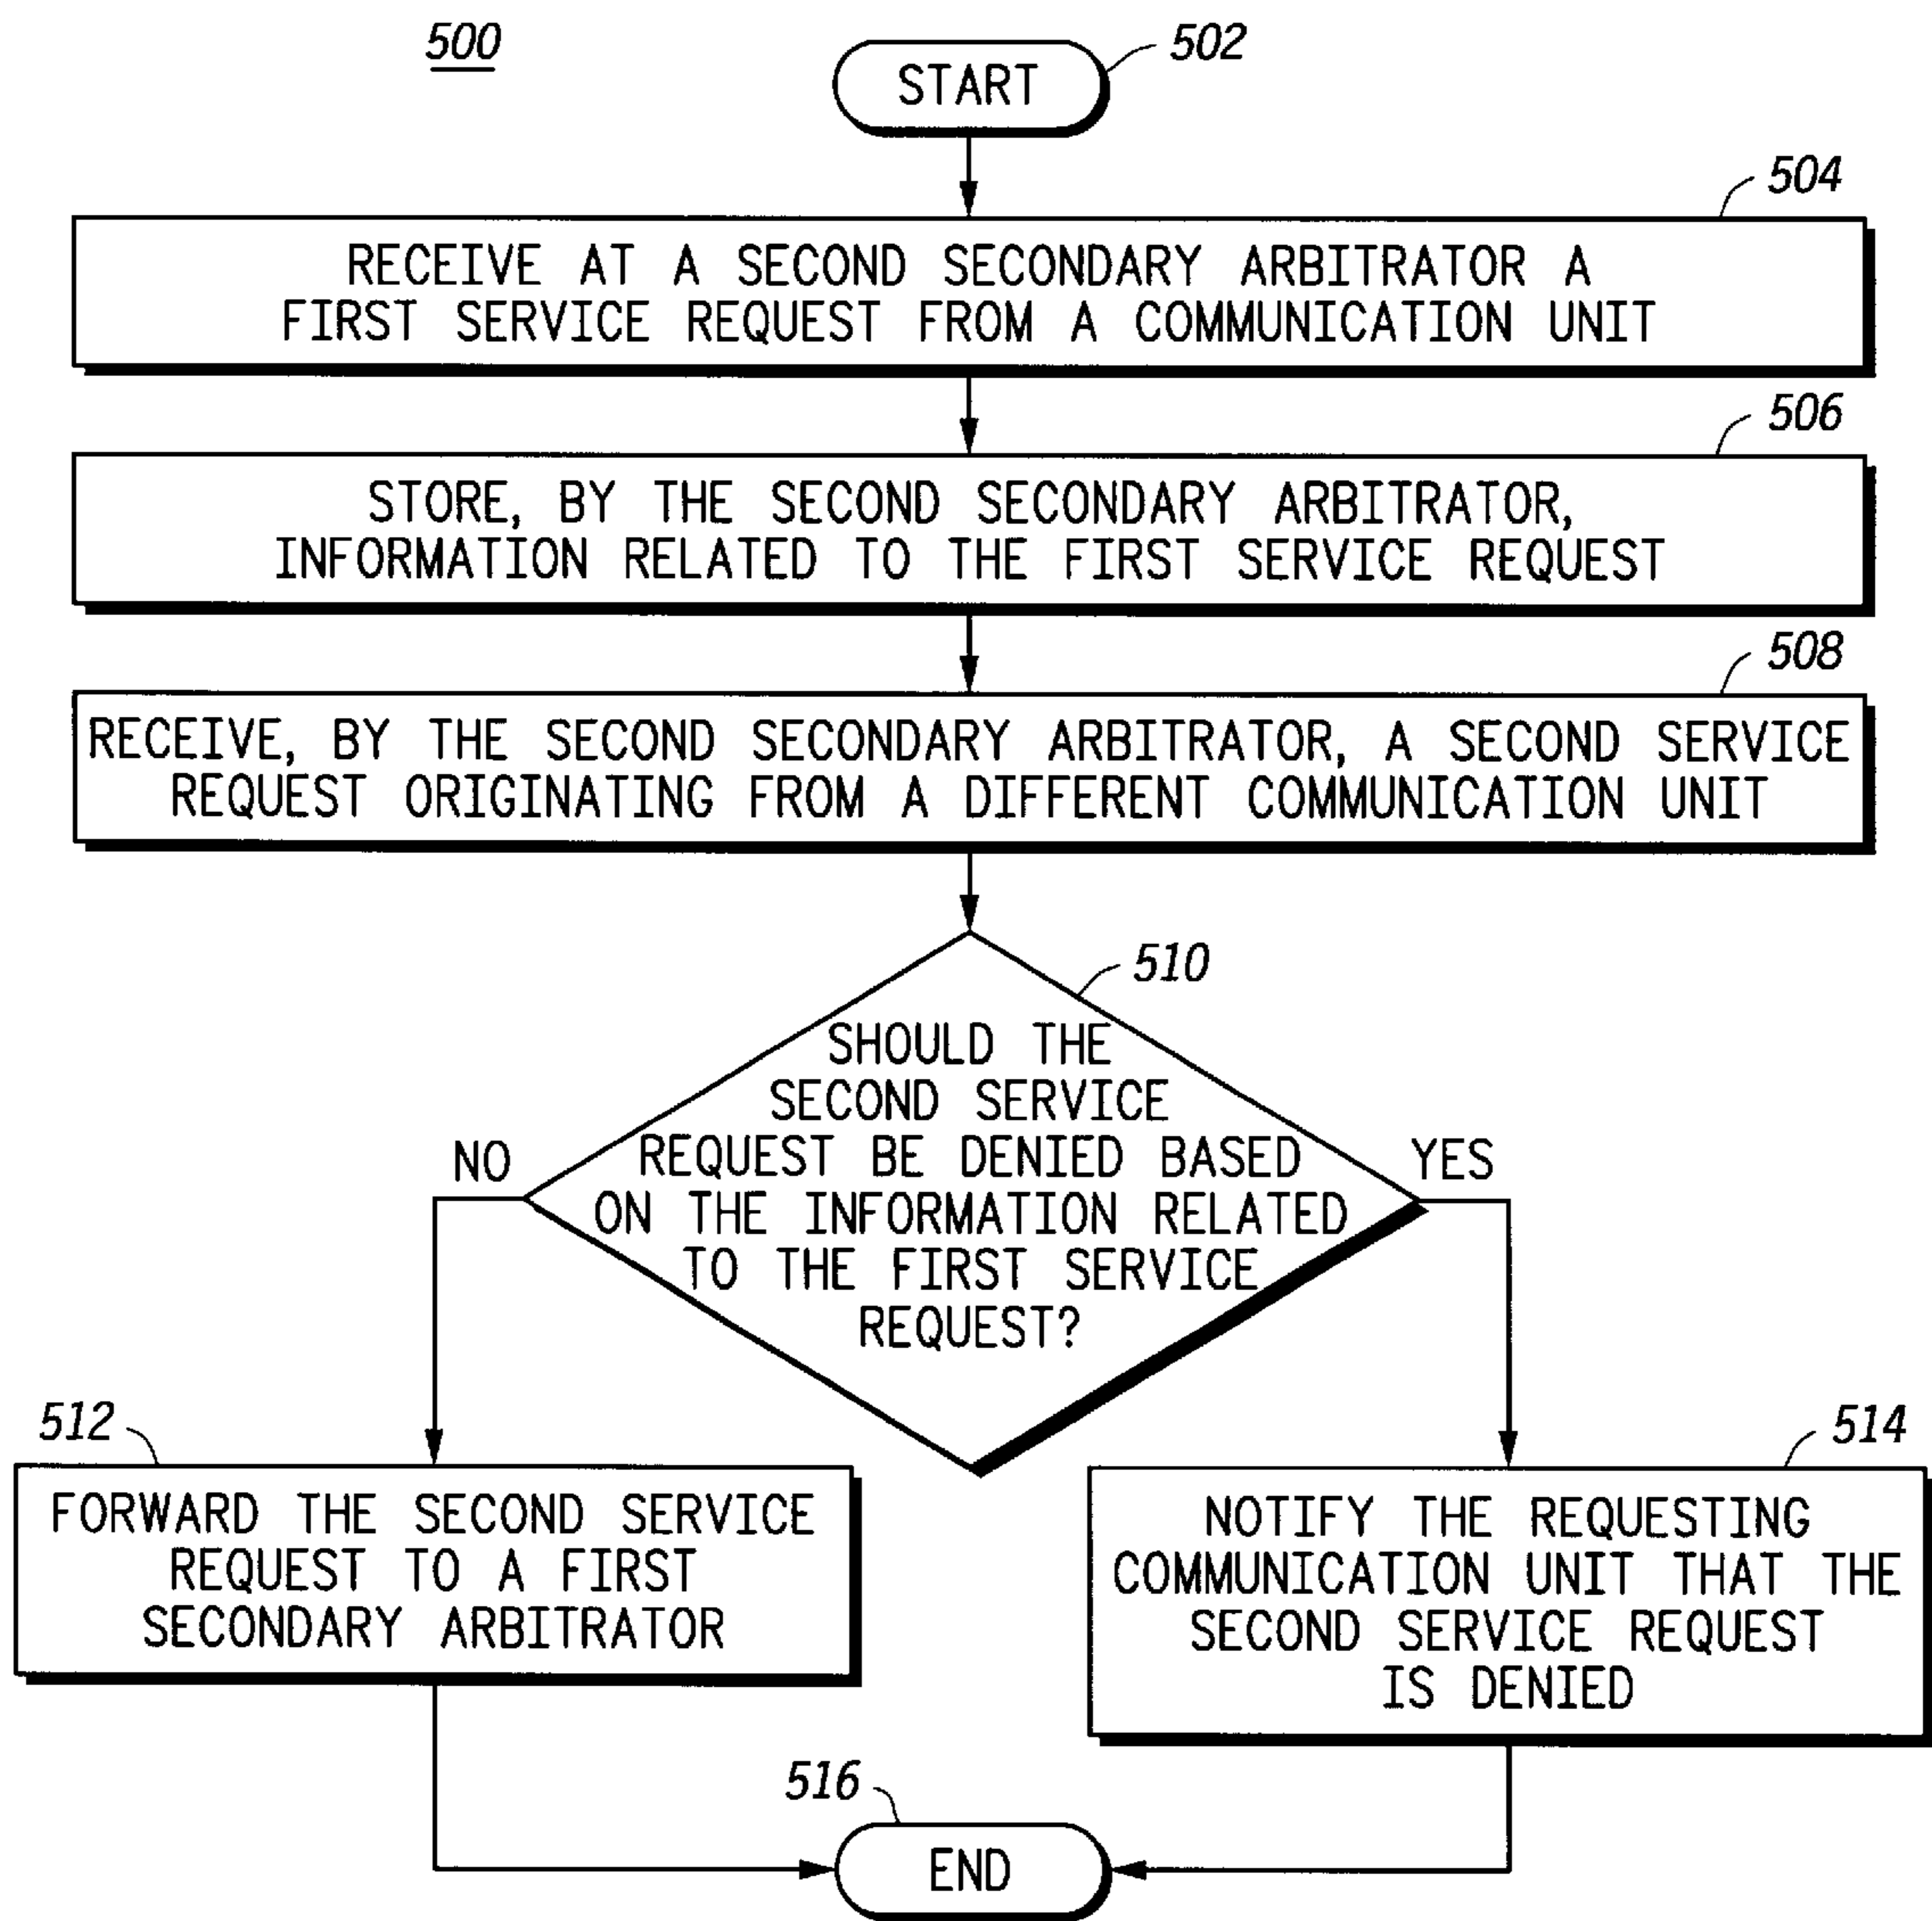 500
START
502
504
RECEIVE AT A SECOND SECONDARY ARBITRATOR A
FIRST SERVICE REQUEST FROM A COMMUNICATION UNIT
506
STORE, BY THE SECOND SECONDARY ARBITRATOR,
INFORMATION RELATED TO THE FIRST SERVICE REQUEST
508
RECEIVE, BY THE SECOND SECONDARY ARBITRATOR, A SECOND SERVICE
REQUEST ORIGINATING FROM A DIFFERENT COMMUNICATION UNIT
510
SHOULD THE
SECOND SERVICE
REQUEST BE DENIED BASED
ON THE INFORMATION RELATED
TO THE FIRST SERVICE
REQUEST?
NO
YES
512
FORWARD THE SECOND SERVICE
REQUEST TO A FIRST
SECONDARY ARBITRATOR
514
NOTIFY THE REQUESTING
COMMUNICATION UNIT THAT THE
SECOND SERVICE REQUEST
IS DENIED
516
END